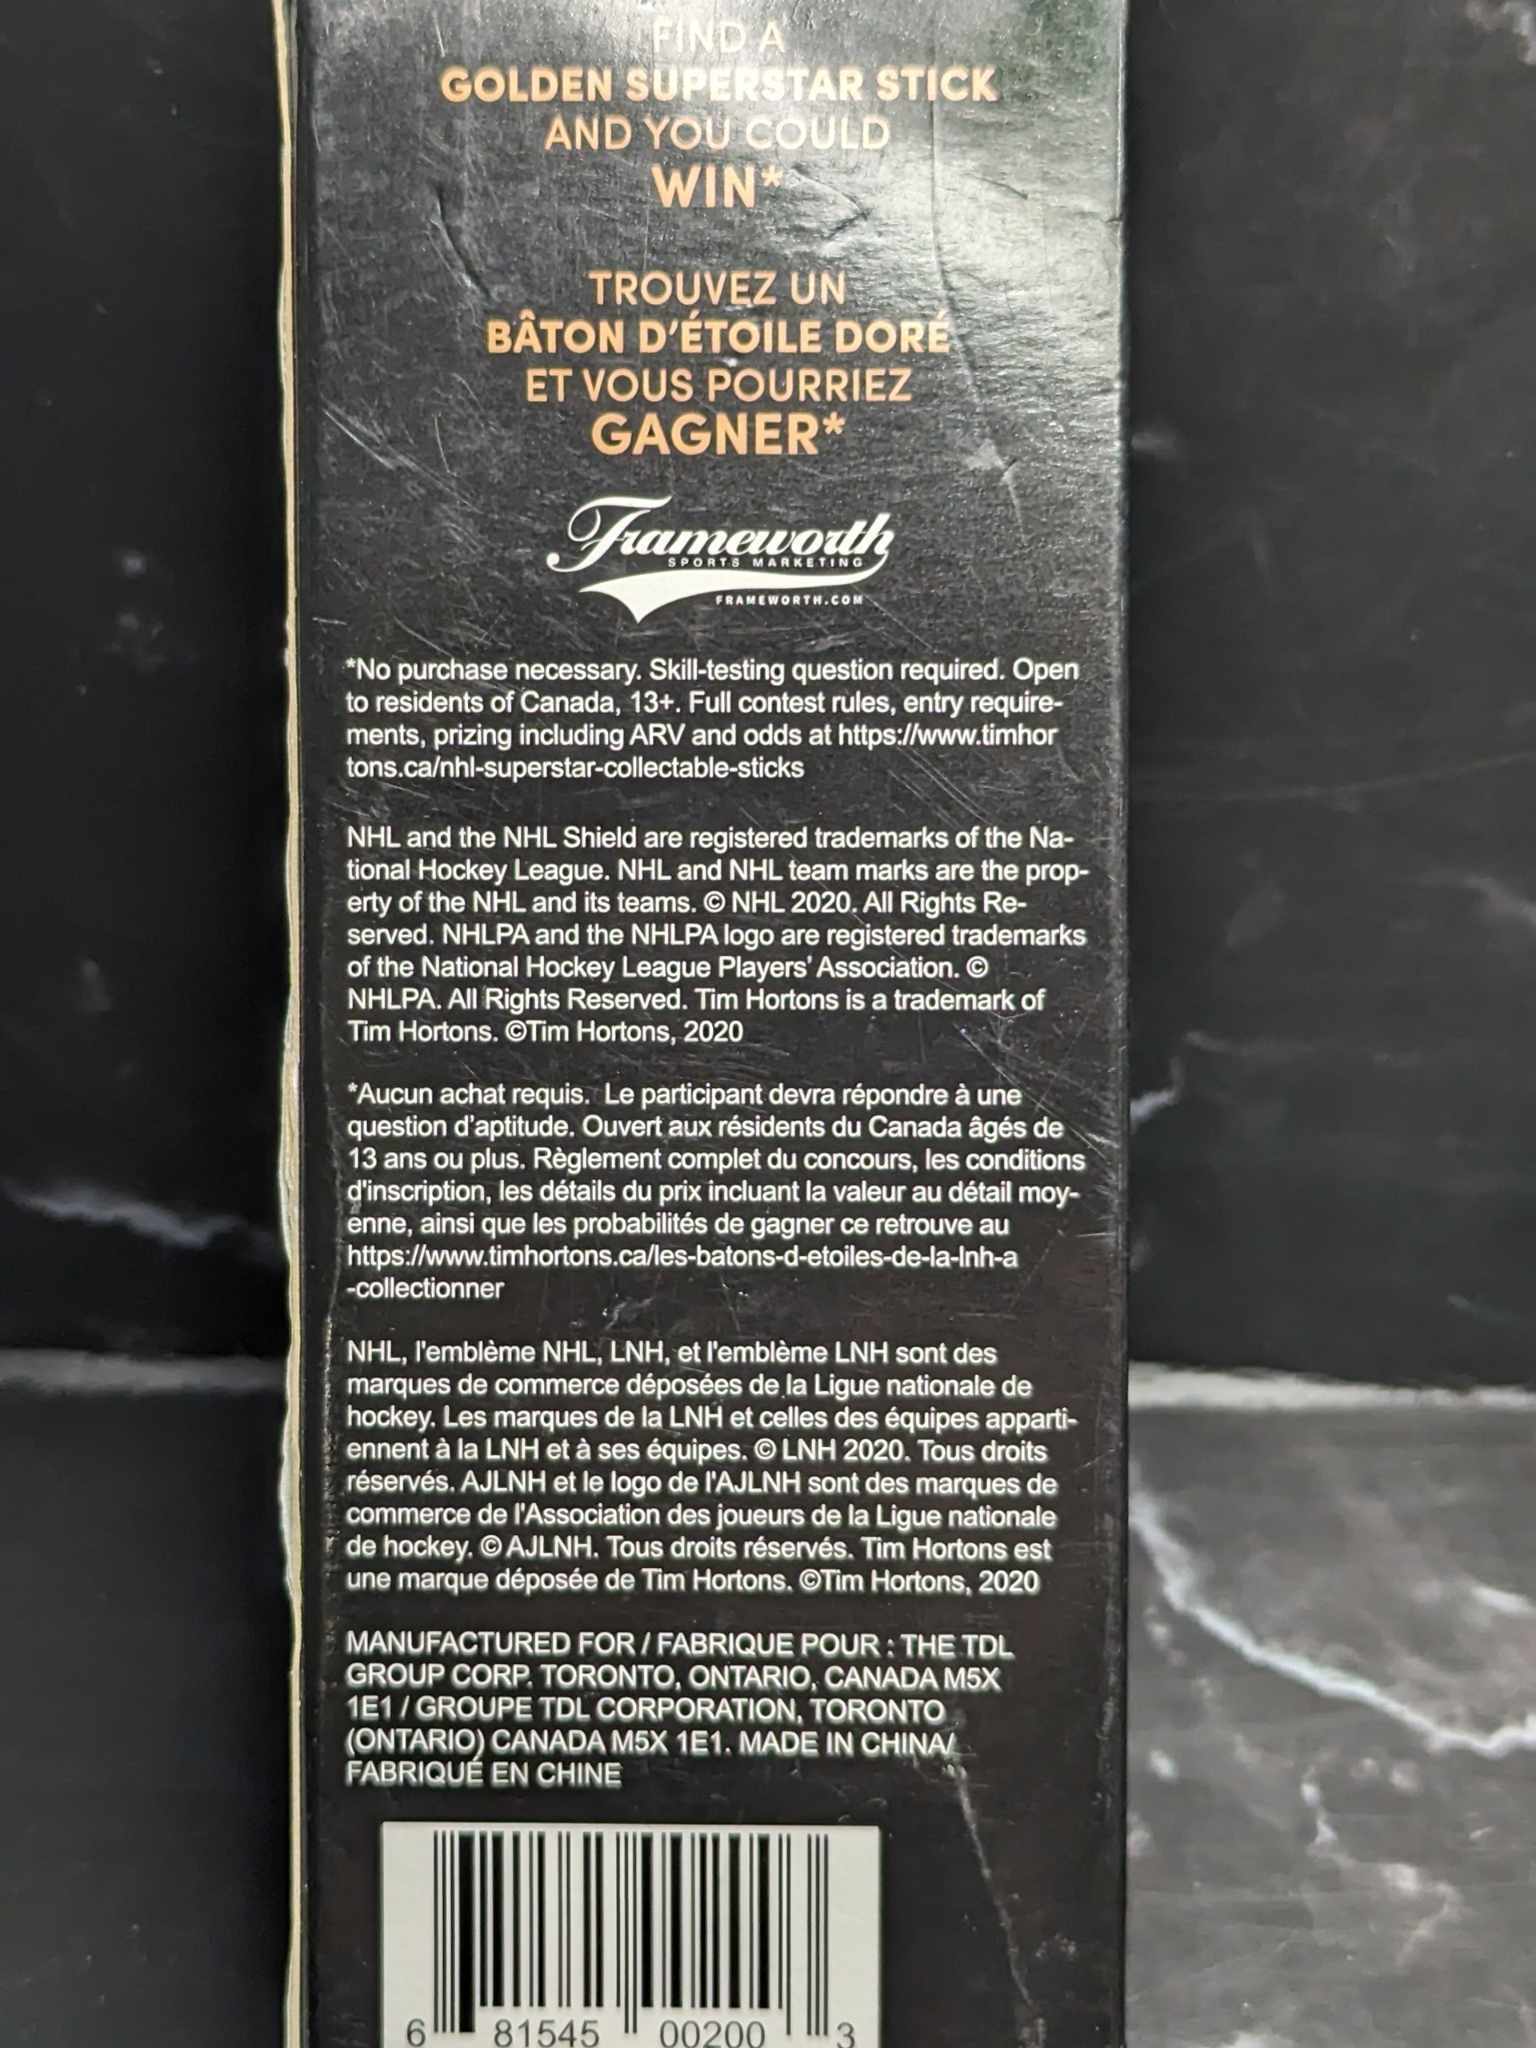 FIND A
GOLDEN SUPERSTAR STICK
AND YOU COULD
WIN*
TROUVEZ UN
BÂTON D'ÉTOILE DORÉ
ET VOUS POURRIEZ
GAGNER*
Frameworth
SPORTS MARKETING
FRAMEWORTH.COM
*No purchase necessary. Skill-testing question required. Open
to residents of Canada, 13+. Full contest rules, entry require-
ments, prizing including ARV and odds at https://www.timhor
tons.ca/nhl-superstar-collectable-sticks
NHL and the NHL Shield are registered trademarks of the Na-
tional Hockey League. NHL and NHL team marks are the prop-
erty of the NHL and its teams. © NHL 2020. All Rights Re-
served. NHLPA and the NHLPA logo are registered trademarks
of the National Hockey League Players' Association. ©
NHLPA. All Rights Reserved. Tim Hortons is a trademark of
Tim Hortons. ©Tim Hortons, 2020
*Aucun achat requis. Le participant devra répondre à une
question d'aptitude. Ouvert aux résidents du Canada âgés de
13 ans ou plus. Règlement complet du concours, les conditions
d'inscription, les détails du prix incluant la valeur au détail moy-
enne, ainsi que les probabilités de gagner ce retrouve au
https://www.timhortons.ca/les-batons-d-etoiles-de-la-lnh-a
-collectionner
NHL, l'emblème NHL, LNH, et l'emblème LNH sont des
marques de commerce déposées de la Ligue nationale de
hockey. Les marques de la LNH et celles des équipes apparti-
ennent à la LNH et à ses équipes. © LNH 2020. Tous droits
réservés. AJLNH et le logo de l'AJLNH sont des marques de
commerce de l'Association des joueurs de la Ligue nationale
de hockey. © AJLNH. Tous droits réservés. Tim Hortons est
une marque déposée de Tim Hortons. ©Tim Hortons, 2020
MANUFACTURED FOR / FABRIQUE POUR : THE TDL
GROUP CORP. TORONTO, ONTARIO, CANADA M5X
1E1 / GROUPE TDL CORPORATION, TORONTO
(ONTARIO) CANADA M5X 1E1. MADE IN CHINA/
FABRIQUÉ EN CHINE
6 81545 00200 3